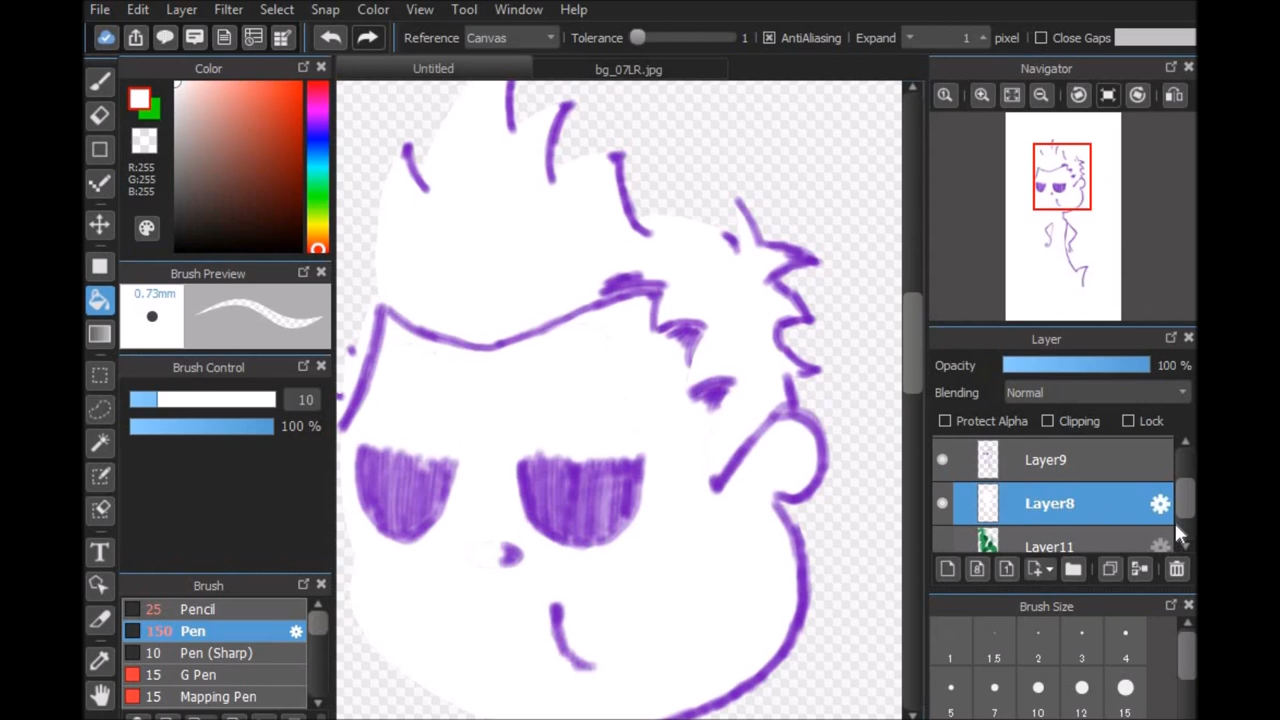 File Edit Layer Filter Select Snap Color View Tool Window Help
Reference Canvas Tolerance 1 AntiAliasing Expand 1 pixel Close Gaps
Color
Untitled
bg_07LR.jpg
Navigator
R:255
G:255
B:255
Brush Preview
0.73mm
Brush Control
10
100 %
Brush
25 Pencil
150 Pen
10 Pen (Sharp)
15 G Pen
15 Mapping Pen
Layer
Opacity 100 %
Blending Normal
Protect Alpha Clipping Lock
Layer9
Layer8
Layer11
Brush Size
1 1.5 2 3 4
5 7 10 12 15